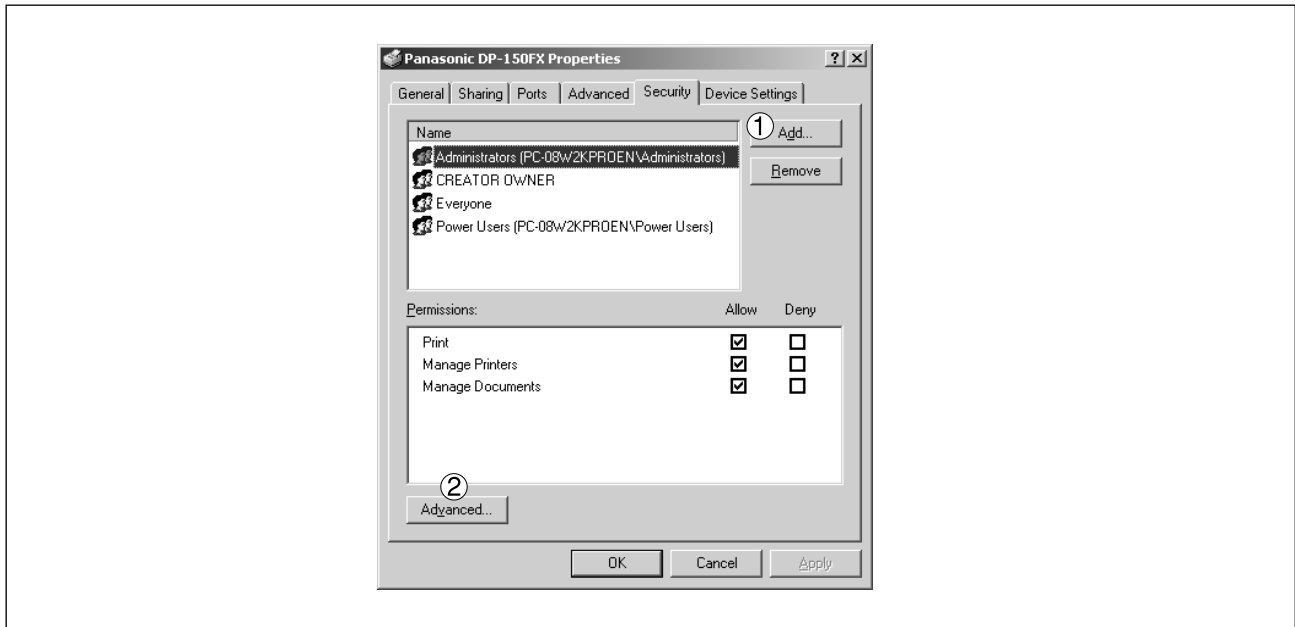 Panasonic DP-150FX Properties
General Sharing Ports Advanced Security Device Settings
Name
① Add...
Administrators (PC-08W2KPROEN\Administrators)
Remove
CREATOR OWNER
Everyone
Power Users (PC-08W2KPROEN\Power Users)
Permissions: Allow Deny
Print
Manage Printers
Manage Documents
②
Advanced...
OK Cancel Apply